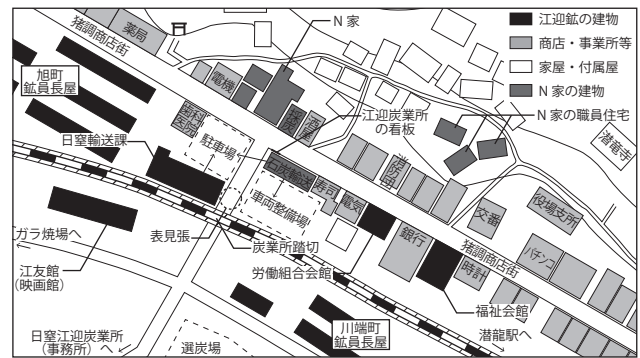 猪調商店街
薬局
N 家
江迎鉱の建物
商店・事業所等
家屋・付属屋
N 家の建物
旭町
鉱員長屋
電機
酒店
江迎炭業所
の看板
N 家の職員住宅
潜竜寺
歯科
医院
駐車場
日窒輸送課
石炭輸送
寿司
電気
消防団
車両整備場
銀行
交番
役場支所
パチンコ
時計
猪調商店街
ガラ焼場へ
表見張
炭業所踏切
労働組合会館
江友館
(映画館)
福祉会館
日窒江迎炭業所
(事務所)へ
選炭場
川端町
鉱員長屋
潜龍駅へ